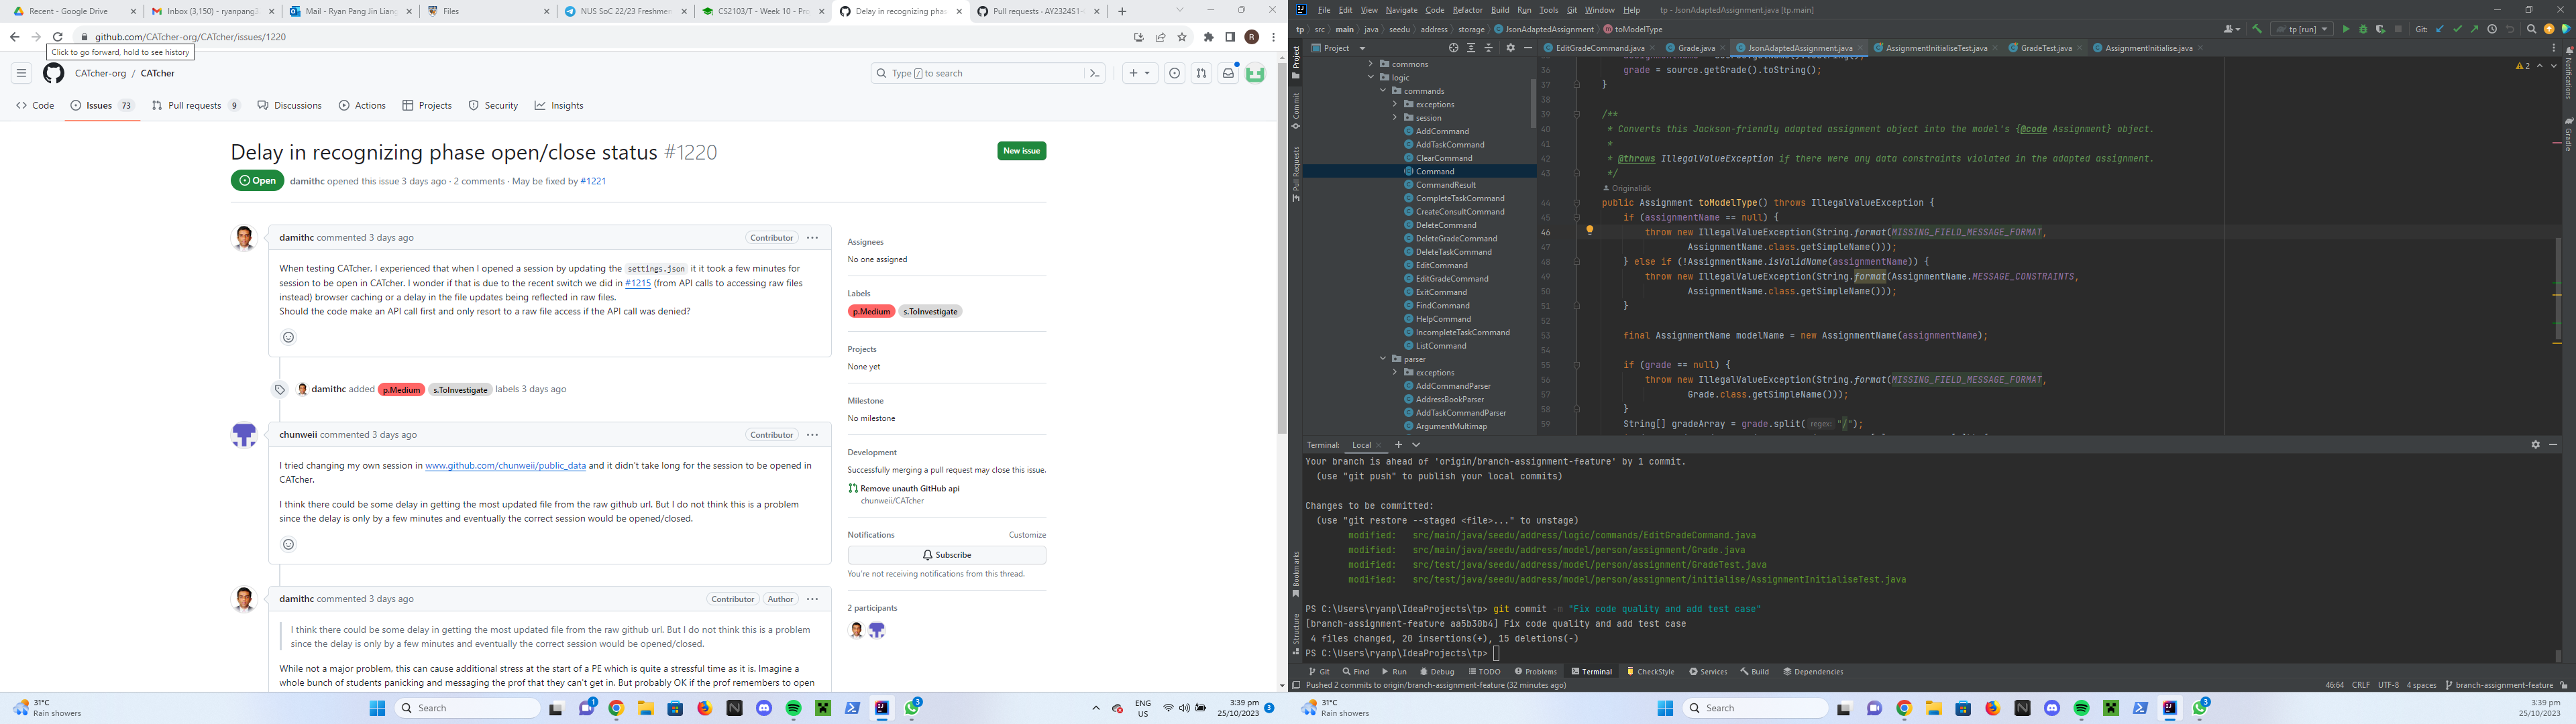 Recent - Google Drive
Inbox (3,150) - ryanpang3
Mail - Ryan Pang Jin Liang
Files
NUS SoC 22/23 Freshmen
CS2103/T - Week 10 - Pro
Delay in recognizing phas
Pull requests · AY2324S1-
github.com/CATcher-org/CATcher/issues/1220
Click to go forward, hold to see history
CATcher-org / CATcher
Type / to search
Code
Issues 73
Pull requests 9
Discussions
Actions
Projects
Security
Insights
Delay in recognizing phase open/close status #1220
New issue
Open
damithc opened this issue 3 days ago · 2 comments · May be fixed by #1221
damithc commented 3 days ago
Contributor
When testing CATcher, I experienced that when I opened a session by updating the settings.json it it took a few minutes for
session to be open in CATcher. I wonder if that is due to the recent switch we did in #1215 (from API calls to accessing raw files
instead) browser caching or a delay in the file updates being reflected in raw files.
Should the code make an API call first and only resort to a raw file access if the API call was denied?
damithc added p.Medium s.ToInvestigate labels 3 days ago
chunweii commented 3 days ago
Contributor
I tried changing my own session in www.github.com/chunweii/public_data and it didn't take long for the session to be opened in
CATcher.
I think there could be some delay in getting the most updated file from the raw github url. But I do not think this is a problem
since the delay is only by a few minutes and eventually the correct session would be opened/closed.
damithc commented 3 days ago
Contributor
Author
I think there could be some delay in getting the most updated file from the raw github url. But I do not think this is a problem
since the delay is only by a few minutes and eventually the correct session would be opened/closed.
While not a major problem, this can cause additional stress at the start of a PE which is quite a stressful time as it is. Imagine a
whole bunch of students panicking and messaging the prof that they can't get in. But probably OK if the prof remembers to open
Assignees
No one assigned
Labels
p.Medium s.ToInvestigate
Projects
None yet
Milestone
No milestone
Development
Successfully merging a pull request may close this issue.
Remove unauth GitHub api
chunweii/CATcher
Notifications
Customize
Subscribe
You're not receiving notifications from this thread.
2 participants
31°C
Rain showers
Search
ENG
US
3:39 pm
25/10/2023
File Edit View Navigate Code Refactor Build Run Tools Git Window Help
tp - JsonAdaptedAssignment.java [tp.main]
tp src main java seedu address storage JsonAdaptedAssignment toModelType
tp [run]
Git:
Project
EditGradeCommand.java
Grade.java
JsonAdaptedAssignment.java
AssignmentInitialiseTest.java
GradeTest.java
AssignmentInitialise.java
Project
Commit
Pull Requests
Bookmarks
Structure
Notifications
Gradle
commons
logic
commands
exceptions
session
AddCommand
AddTaskCommand
ClearCommand
Command
CommandResult
CompleteTaskCommand
CreateConsultCommand
DeleteCommand
DeleteGradeCommand
DeleteTaskCommand
EditCommand
EditGradeCommand
ExitCommand
FindCommand
HelpCommand
IncompleteTaskCommand
ListCommand
parser
exceptions
AddCommandParser
AddressBookParser
AddTaskCommandParser
ArgumentMultimap
2
36 grade = source.getGrade().toString();
37 }
38
39 /**
40 * Converts this Jackson-friendly adapted assignment object into the model's {@code Assignment} object.
41 *
42 * @throws IllegalValueException if there were any data constraints violated in the adapted assignment.
43 */
Originalidk
44 public Assignment toModelType() throws IllegalValueException {
45 if (assignmentName == null) {
46 throw new IllegalValueException(String.format(MISSING_FIELD_MESSAGE_FORMAT,
47 AssignmentName.class.getSimpleName()));
48 } else if (!AssignmentName.isValidName(assignmentName)) {
49 throw new IllegalValueException(String.format(AssignmentName.MESSAGE_CONSTRAINTS,
50 AssignmentName.class.getSimpleName()));
51 }
52
53 final AssignmentName modelName = new AssignmentName(assignmentName);
54
55 if (grade == null) {
56 throw new IllegalValueException(String.format(MISSING_FIELD_MESSAGE_FORMAT,
57 Grade.class.getSimpleName()));
58 }
59 String[] gradeArray = grade.split( regex: "/");
Terminal: Local
Your branch is ahead of 'origin/branch-assignment-feature' by 1 commit.
(use "git push" to publish your local commits)
Changes to be committed:
(use "git restore --staged <file>..." to unstage)
modified: src/main/java/seedu/address/logic/commands/EditGradeCommand.java
modified: src/main/java/seedu/address/model/person/assignment/Grade.java
modified: src/test/java/seedu/address/model/person/assignment/GradeTest.java
modified: src/test/java/seedu/address/model/person/assignment/initialise/AssignmentInitialiseTest.java
PS C:\Users\ryanp\IdeaProjects\tp> git commit -m "Fix code quality and add test case"
[branch-assignment-feature aa5b30b4] Fix code quality and add test case
4 files changed, 20 insertions(+), 15 deletions(-)
PS C:\Users\ryanp\IdeaProjects\tp>
Git Find Run Debug TODO Problems Terminal CheckStyle Services Build Dependencies
Pushed 2 commits to origin/branch-assignment-feature (32 minutes ago)
46:64 CRLF UTF-8 4 spaces branch-assignment-feature
31°C
Rain showers
Search
3:39 pm
25/10/2023